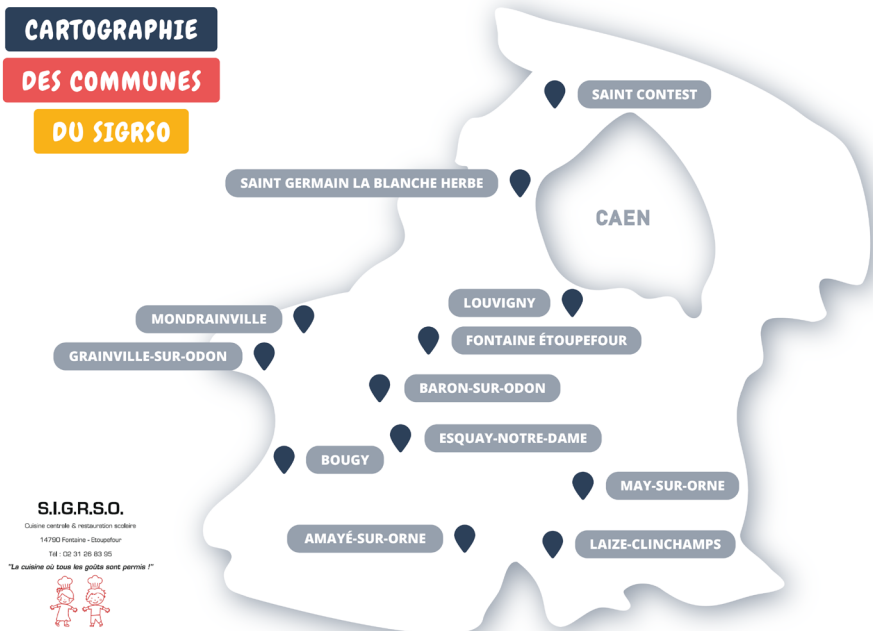 CARTOGRAPHIE
DES COMMUNES
DU SIGRSO
SAINT CONTEST
SAINT GERMAIN LA BLANCHE HERBE
CAEN
LOUVIGNY
MONDRAINVILLE
FONTAINE ÉTOUPEFOUR
GRAINVILLE-SUR-ODON
BARON-SUR-ODON
ESQUAY-NOTRE-DAME
BOUGY
MAY-SUR-ORNE
AMAYÉ-SUR-ORNE
LAIZE-CLINCHAMPS
S.I.G.R.S.O.
Cuisine centrale & restauration scolaire
14790 Fontaine - Etoupefour
Tél : 02 31 26 83 95
"La cuisine où tous les goûts sont permis !"